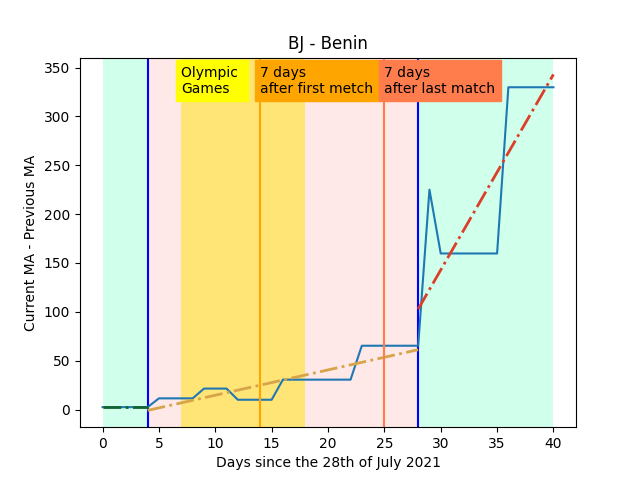 BJ - Benin
Olympic
Games
7 days
after first metch
7 days
after last match
Current MA - Previous MA
350
300
250
200
150
100
50
0
0 5 10 15 20 25 30 35 40
Days since the 28th of July 2021